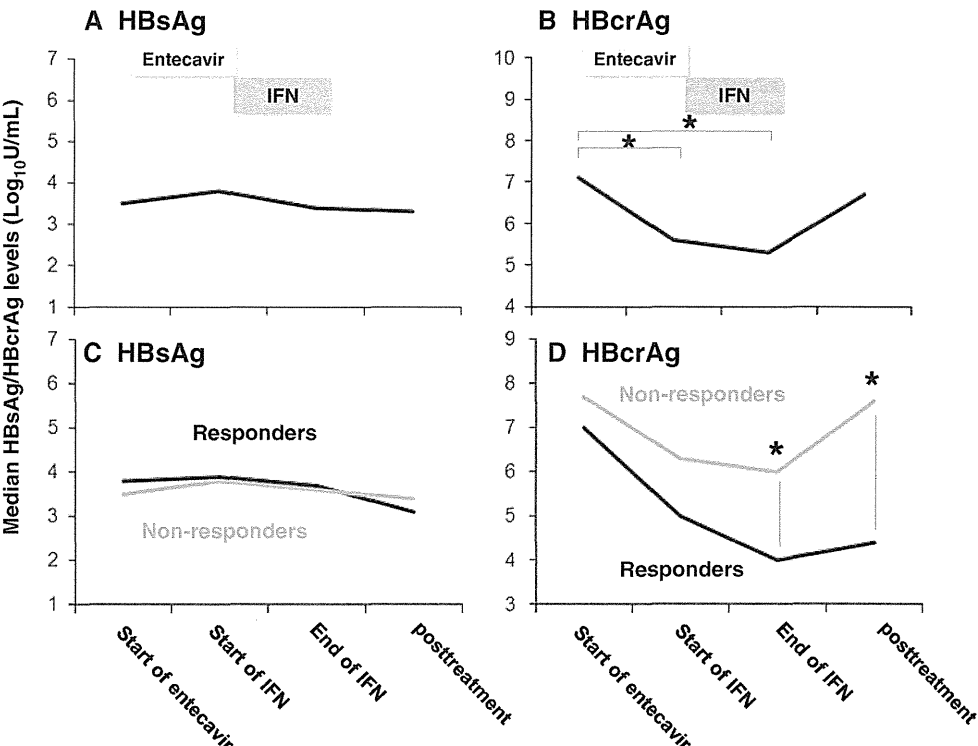 A HBsAg
B HBcrAg
Median HBsAg/HBcrAg levels (Log10U/mL)
7
6
5
4
3
2
1
Entecavir
IFN
10
9
8
7
6
5
4
Entecavir
IFN
*
*
C HBsAg
7
6
5
4
3
2
1
Responders
Non-responders
D HBcrAg
9
8
7
6
5
4
3
Non-responders
Responders
*
*
Start of entecavir
Start of IFN
End of IFN
posttreatment
Start of entecavir
Start of IFN
End of IFN
posttreatment